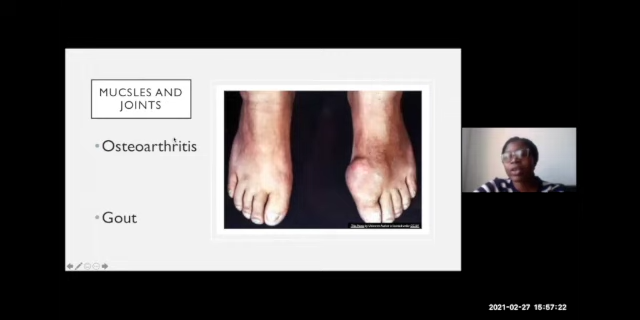 MUCSLES AND
JOINTS
• Osteoarthritis
• Gout
2021-02-27 15:57:22